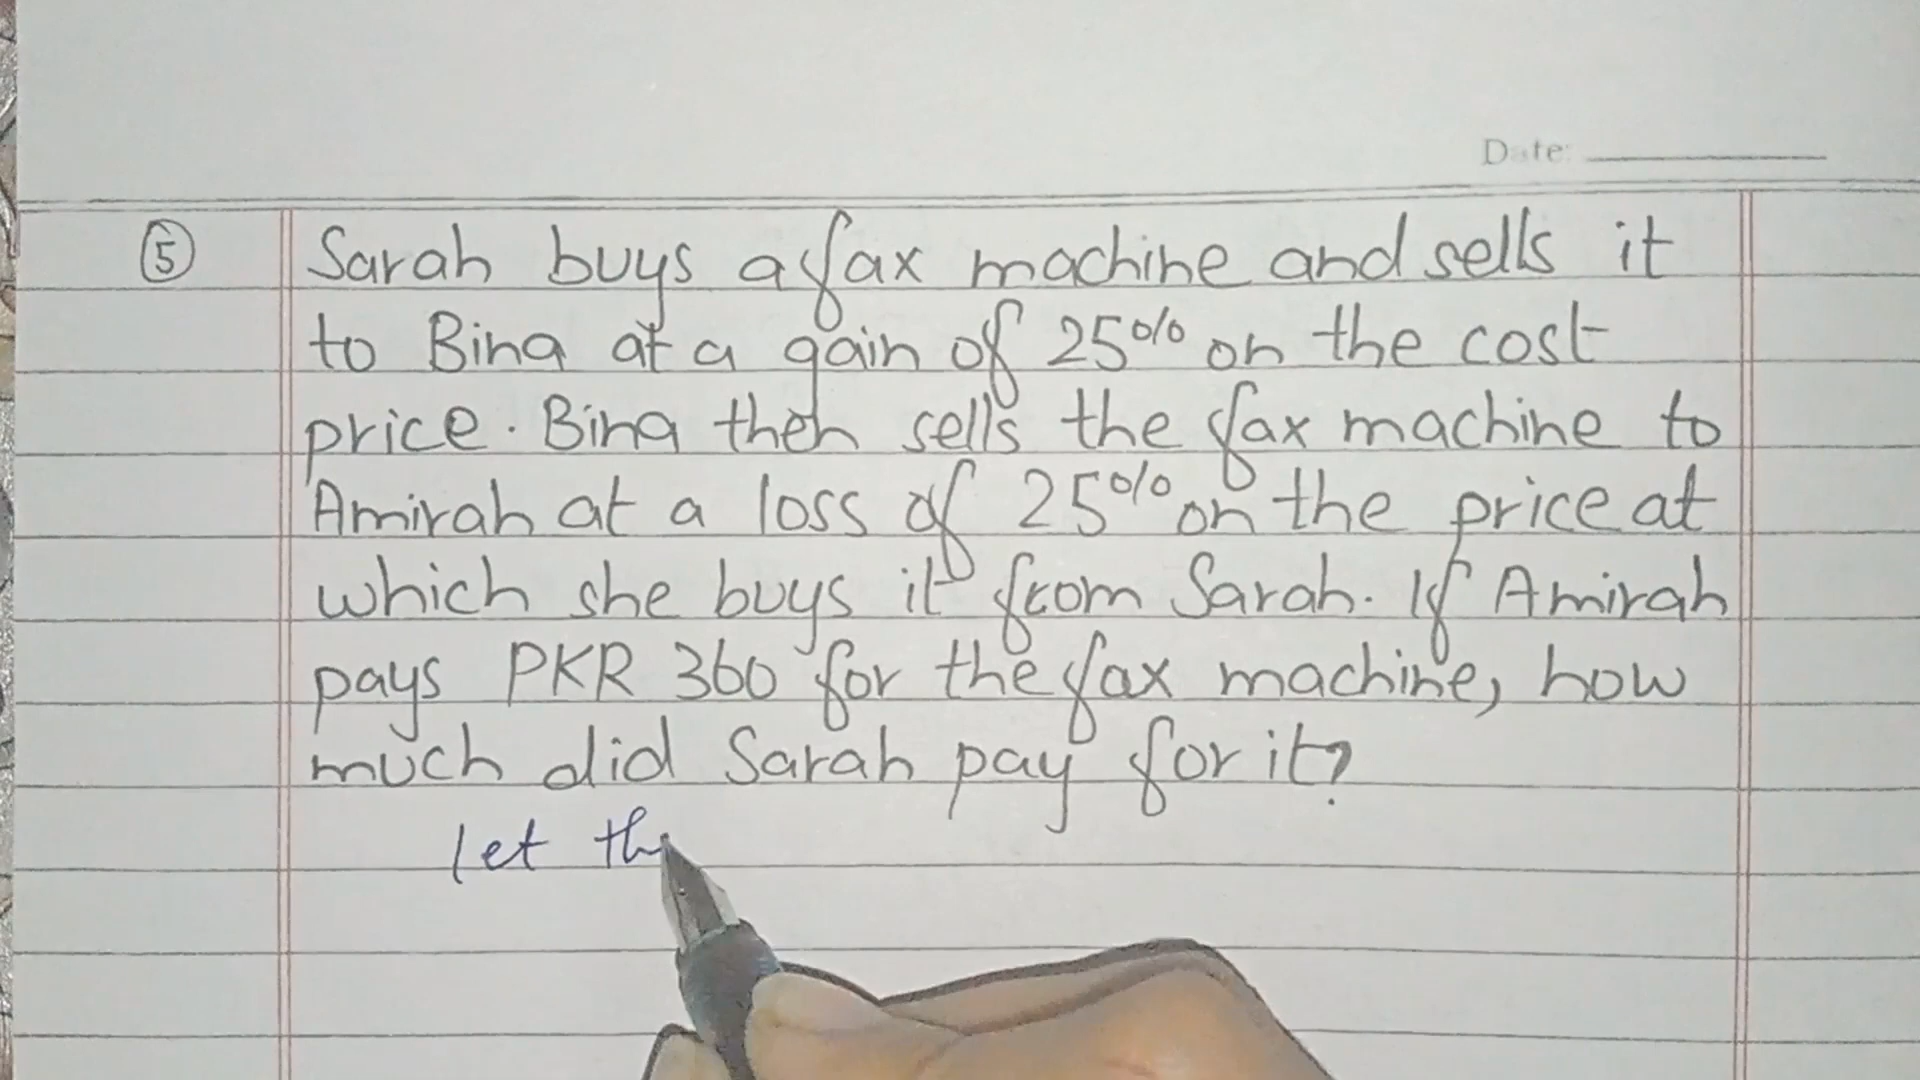 Date:
5 Sarah buys a fax machine and sells it
to Bina at a gain of 25% on the cost
price. Bina then sells the fax machine to
Amirah at a loss of 25% on the price at
which she buys it from Sarah. If Amirah
pays PKR 360 for the fax machine, how
much did Sarah pay for it?
let th